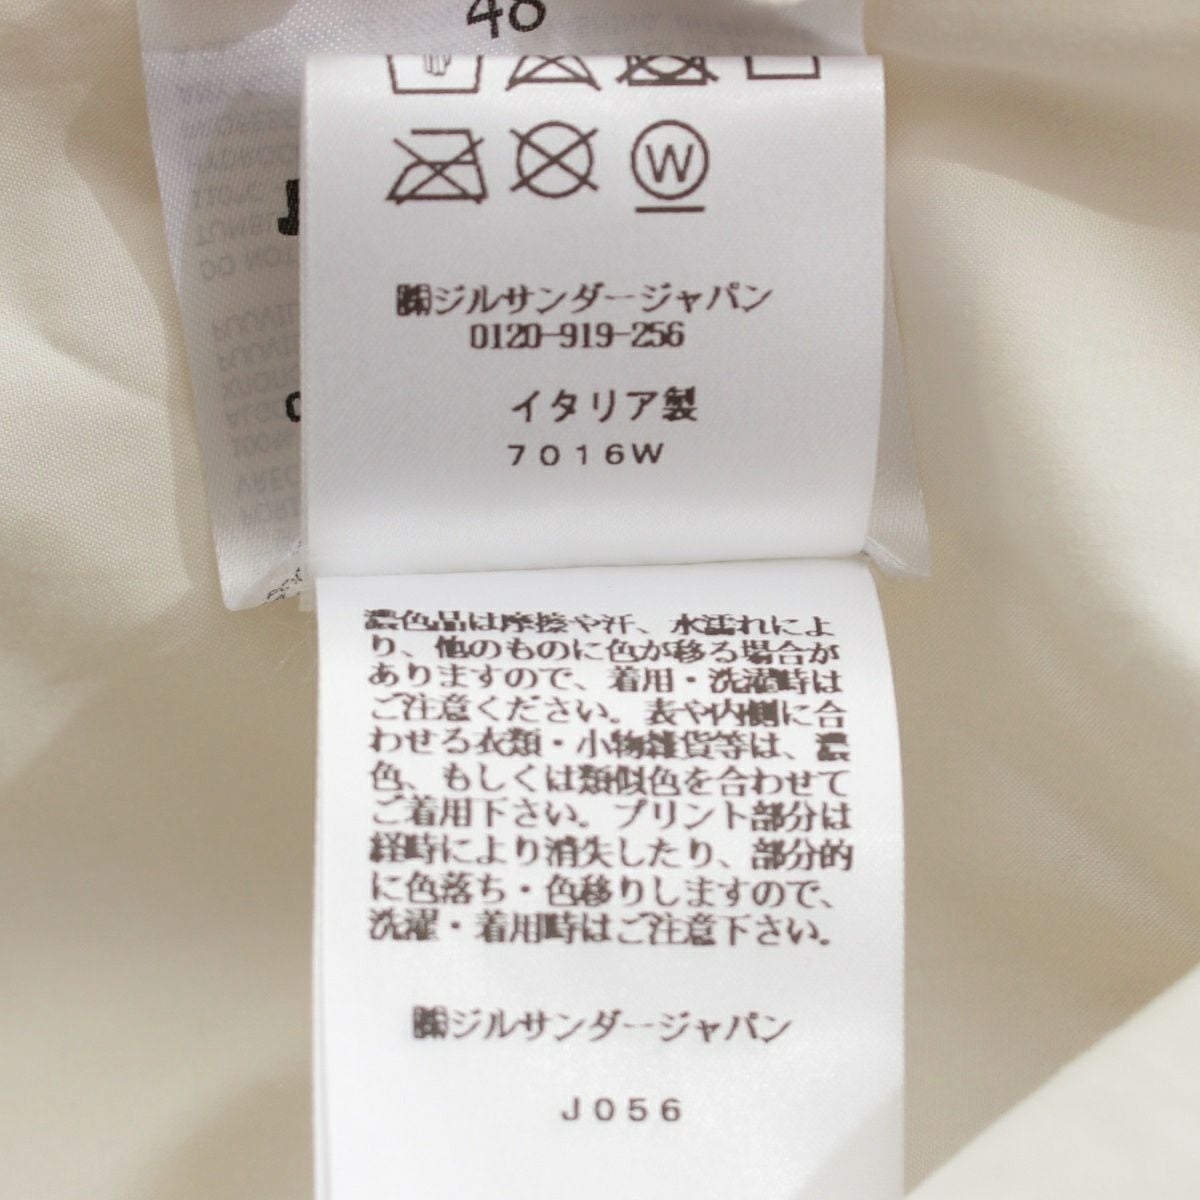 48
W
㈱ジルサンダージャパン
0120-919-256
イタリア製
7016W
濃色品は摩擦や汗、水濡れによ
り、他のものに色が移る場合が
ありますので、着用・洗濯時は
ご注意ください。表や内側に合
わせる衣類・小物雑貨等は、濃
色、もしくは類似色を合わせて
ご着用下さい。プリント部分は
経時により消失したり、部分的
に色落ち・色移りしますので、
洗濯・着用時はご注意下さい。
㈱ジルサンダージャパン
J056